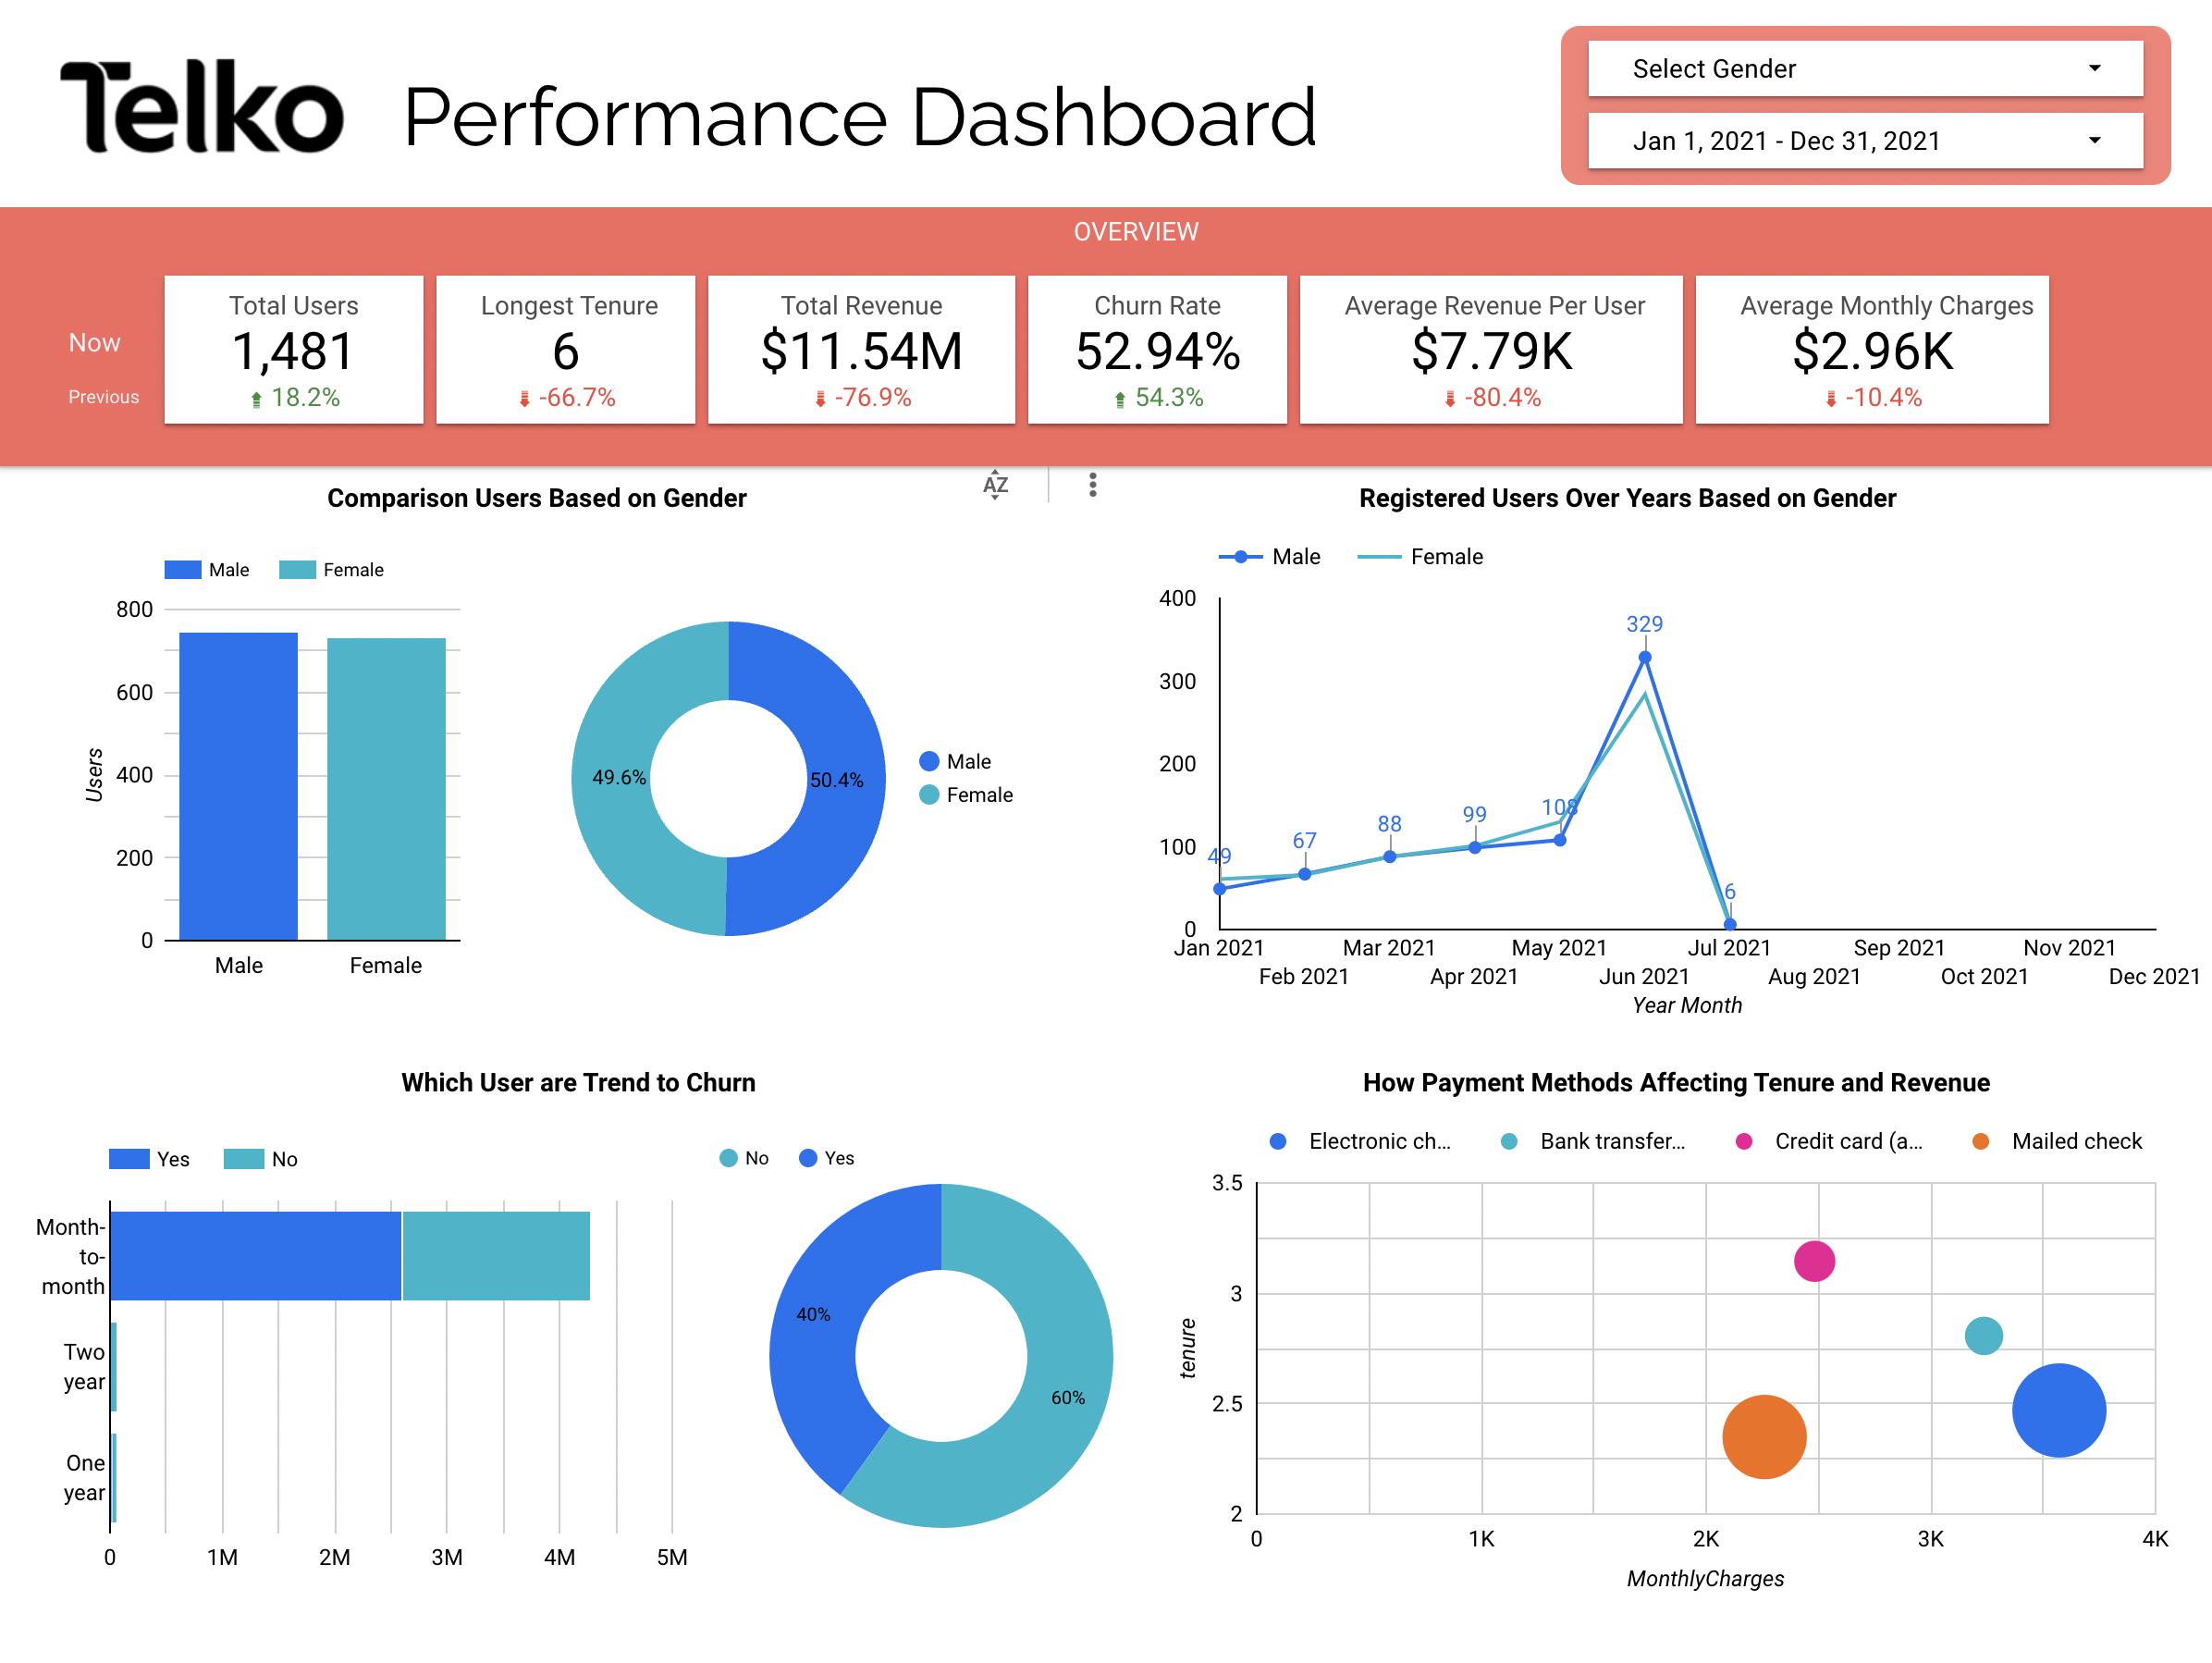 Telko Performance Dashboard
Select Gender
Jan 1, 2021 - Dec 31, 2021
OVERVIEW
Now
Previous
Total Users
1,481
18.2%
Longest Tenure
6
-66.7%
Total Revenue
$11.54M
-76.9%
Churn Rate
52.94%
54.3%
Average Revenue Per User
$7.79K
-80.4%
Average Monthly Charges
$2.96K
-10.4%
AZ
Comparison Users Based on Gender
Male Female
800
600
400
200
0
Users
Male Female
49.6% 50.4%
Male
Female
Registered Users Over Years Based on Gender
Male Female
400
300
200
100
0
49 67 88 99 108 329 6
Jan 2021 Mar 2021 May 2021 Jul 2021 Sep 2021 Nov 2021
Feb 2021 Apr 2021 Jun 2021 Aug 2021 Oct 2021 Dec 2021
Year Month
Which User are Trend to Churn
Yes No
Month-
to-
month
Two
year
One
year
0 1M 2M 3M 4M 5M
No Yes
40%
60%
How Payment Methods Affecting Tenure and Revenue
Electronic ch... Bank transfer... Credit card (a... Mailed check
3.5
3
2.5
2
tenure
0 1K 2K 3K 4K
MonthlyCharges